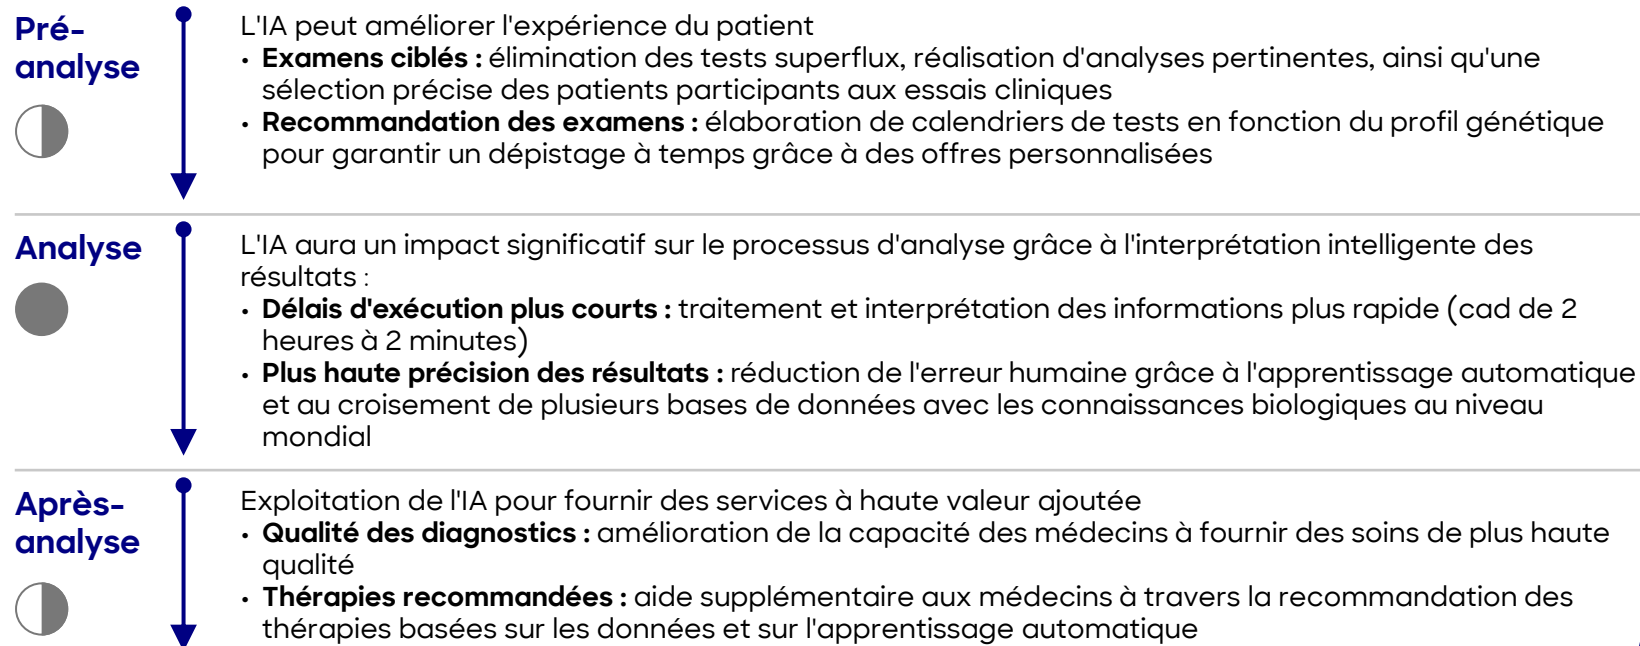 Pré-
analyse
L'IA peut améliorer l'expérience du patient
• Examens ciblés : élimination des tests superflux, réalisation d'analyses pertinentes, ainsi qu'une
sélection précise des patients participants aux essais cliniques
• Recommandation des examens : élaboration de calendriers de tests en fonction du profil génétique
pour garantir un dépistage à temps grâce à des offres personnalisées
Analyse
L'IA aura un impact significatif sur le processus d'analyse grâce à l'interprétation intelligente des
résultats :
• Délais d'exécution plus courts : traitement et interprétation des informations plus rapide (cad de 2
heures à 2 minutes)
• Plus haute précision des résultats : réduction de l'erreur humaine grâce à l'apprentissage automatique
et au croisement de plusieurs bases de données avec les connaissances biologiques au niveau
mondial
Après-
analyse
Exploitation de l'IA pour fournir des services à haute valeur ajoutée
• Qualité des diagnostics : amélioration de la capacité des médecins à fournir des soins de plus haute
qualité
• Thérapies recommandées : aide supplémentaire aux médecins à travers la recommandation des
thérapies basées sur les données et sur l'apprentissage automatique